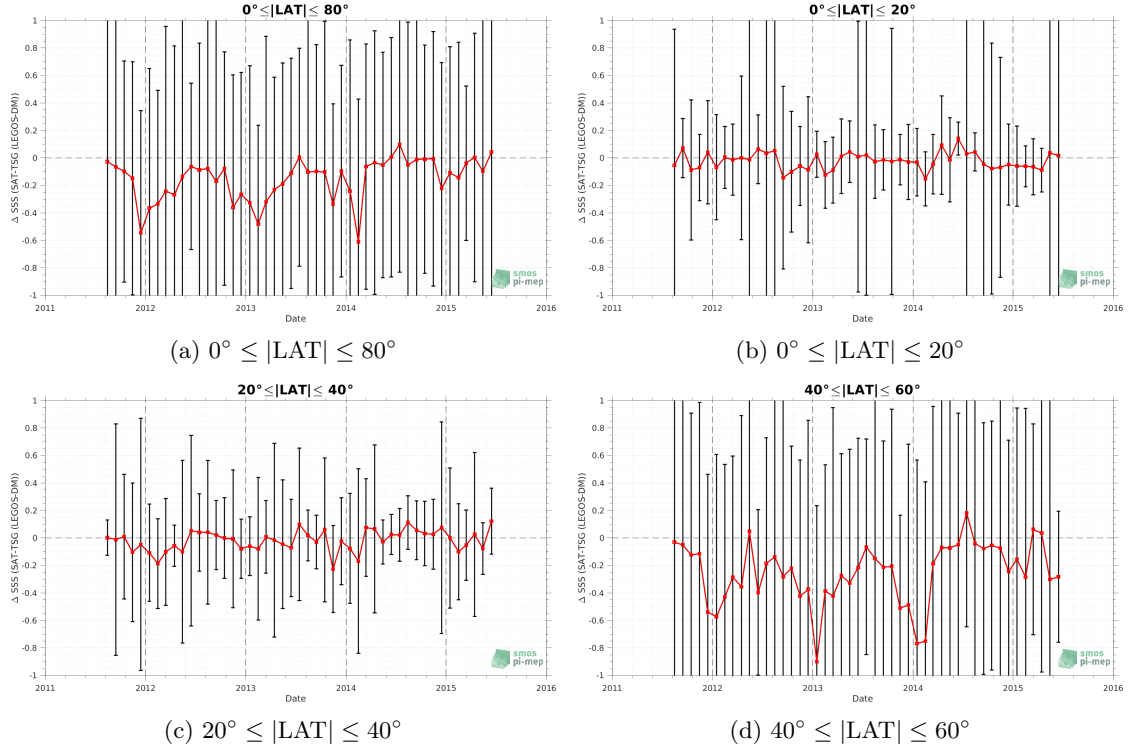 0°≤|LAT|≤ 80°
Δ SSS (SAT-TSG (LEGOS-DM))
1
0.8
0.6
0.4
0.2
0
-0.2
-0.4
-0.6
-0.8
-1
smos
pi-mep
2011 2012 2013 2014 2015 2016
Date
(a) 0° ≤ |LAT| ≤ 80°
0°≤|LAT|≤ 20°
Δ SSS (SAT-TSG (LEGOS-DM))
1
0.8
0.6
0.4
0.2
0
-0.2
-0.4
-0.6
-0.8
-1
smos
pi-mep
2011 2012 2013 2014 2015 2016
Date
(b) 0° ≤ |LAT| ≤ 20°
20°≤|LAT|≤ 40°
Δ SSS (SAT-TSG (LEGOS-DM))
1
0.8
0.6
0.4
0.2
0
-0.2
-0.4
-0.6
-0.8
-1
smos
pi-mep
2011 2012 2013 2014 2015 2016
Date
(c) 20° ≤ |LAT| ≤ 40°
40°≤|LAT|≤ 60°
Δ SSS (SAT-TSG (LEGOS-DM))
1
0.8
0.6
0.4
0.2
0
-0.2
-0.4
-0.6
-0.8
-1
smos
pi-mep
2011 2012 2013 2014 2015 2016
Date
(d) 40° ≤ |LAT| ≤ 60°